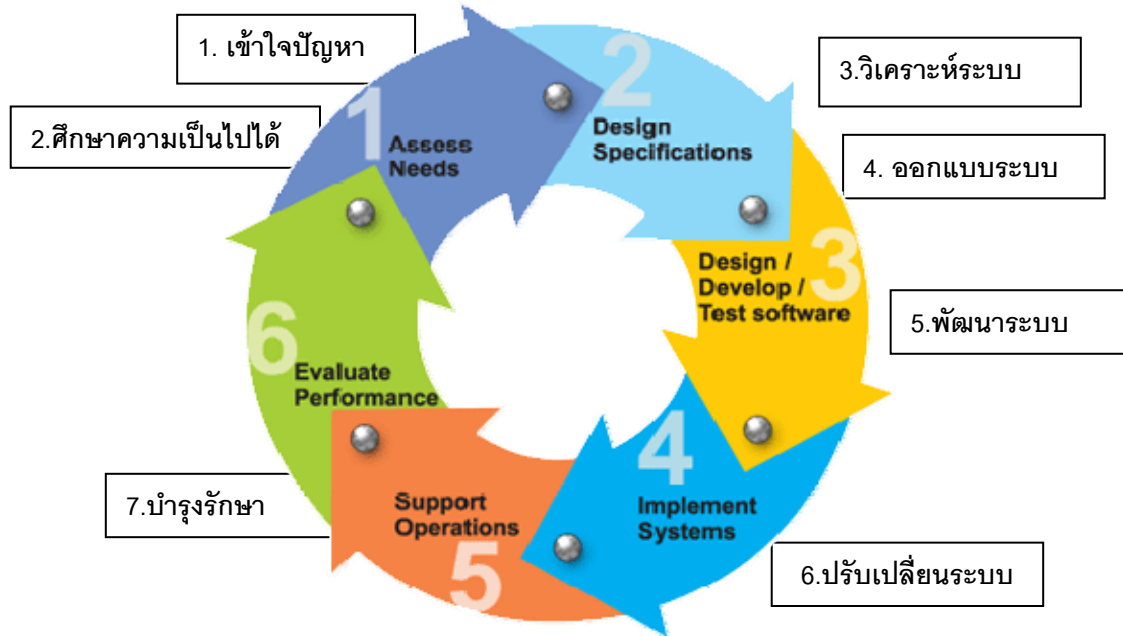 1. เข้าใจปัญหา
2.ศึกษาความเป็นไปได้
3.วิเคราะห์ระบบ
4. ออกแบบระบบ
5.พัฒนาระบบ
6.ปรับเปลี่ยนระบบ
7.บำรุงรักษา
1
Assess
Needs
2
Design
Specifications
3
Design /
Develop /
Test software
4
Implement
Systems
5
Support
Operations
6
Evaluate
Performance